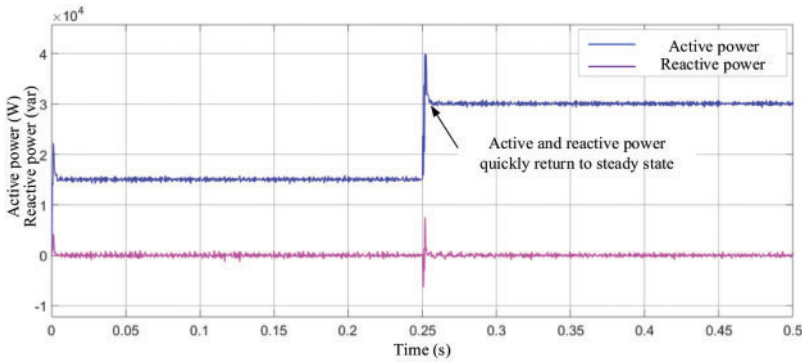 ×10⁴
Active power (W)
Reactive power (var)
4
3
2
1
0
-1
Active power
Reactive power
Active and reactive power
quickly return to steady state
0
0.05
0.1
0.15
0.2
0.25
0.3
0.35
0.4
0.45
0.5
Time (s)